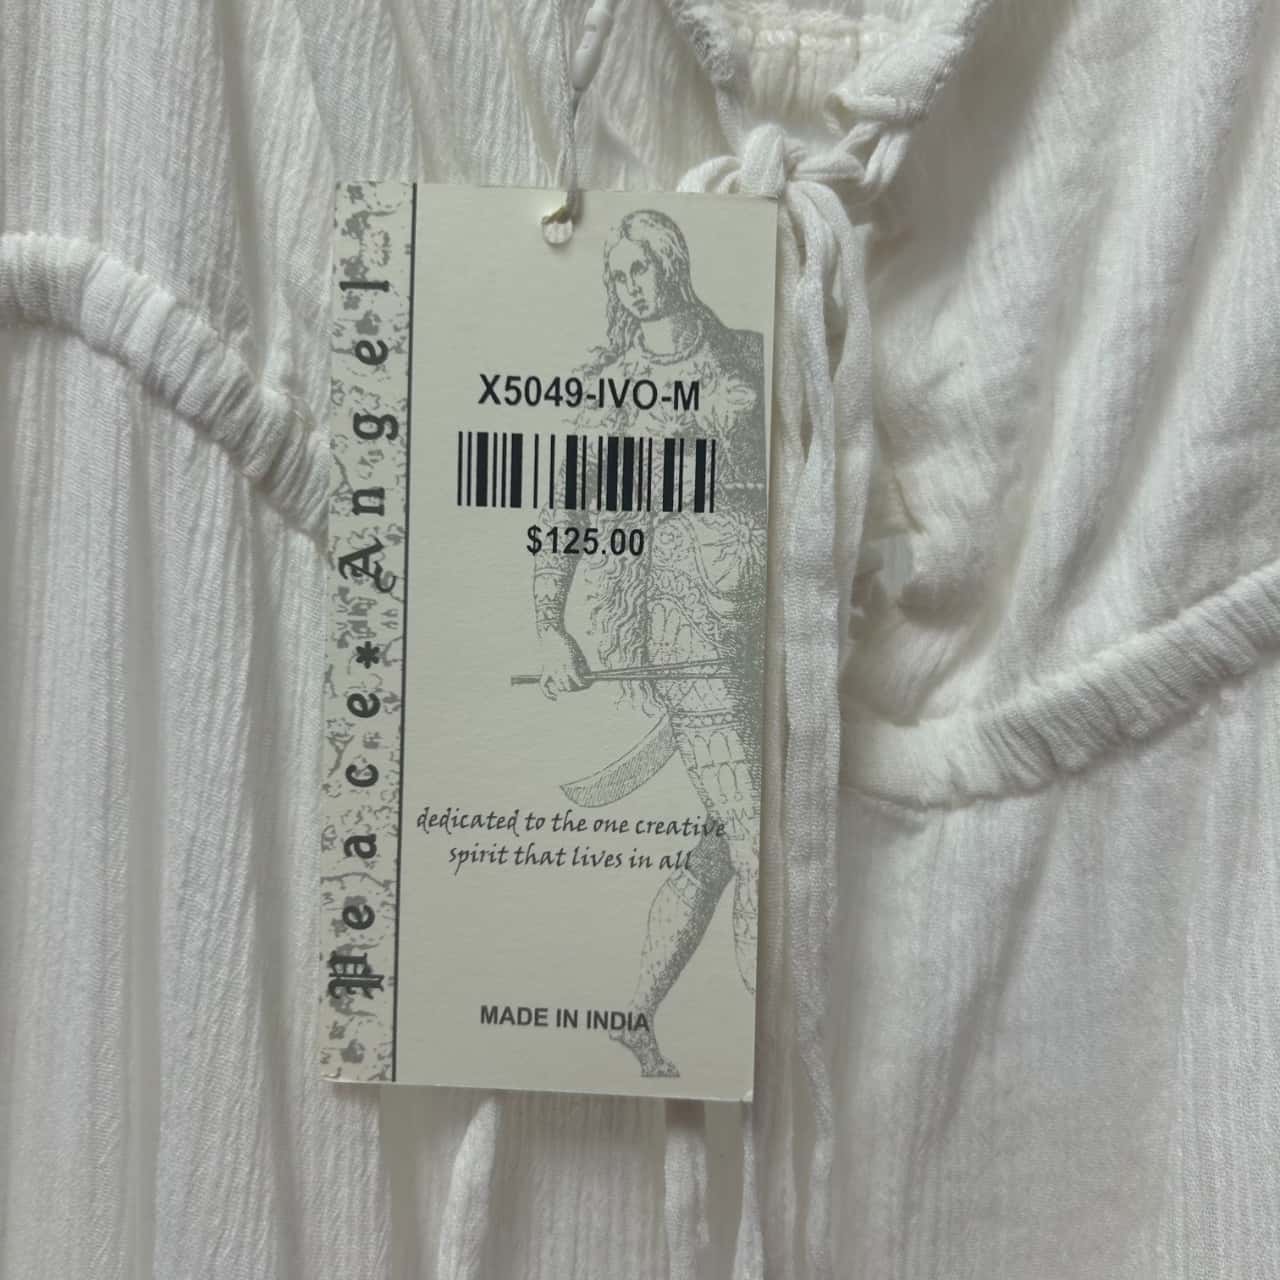 Peace*Angel
X5049-IVO-M
$125.00
dedicated to the one creative
spirit that lives in all
MADE IN INDIA